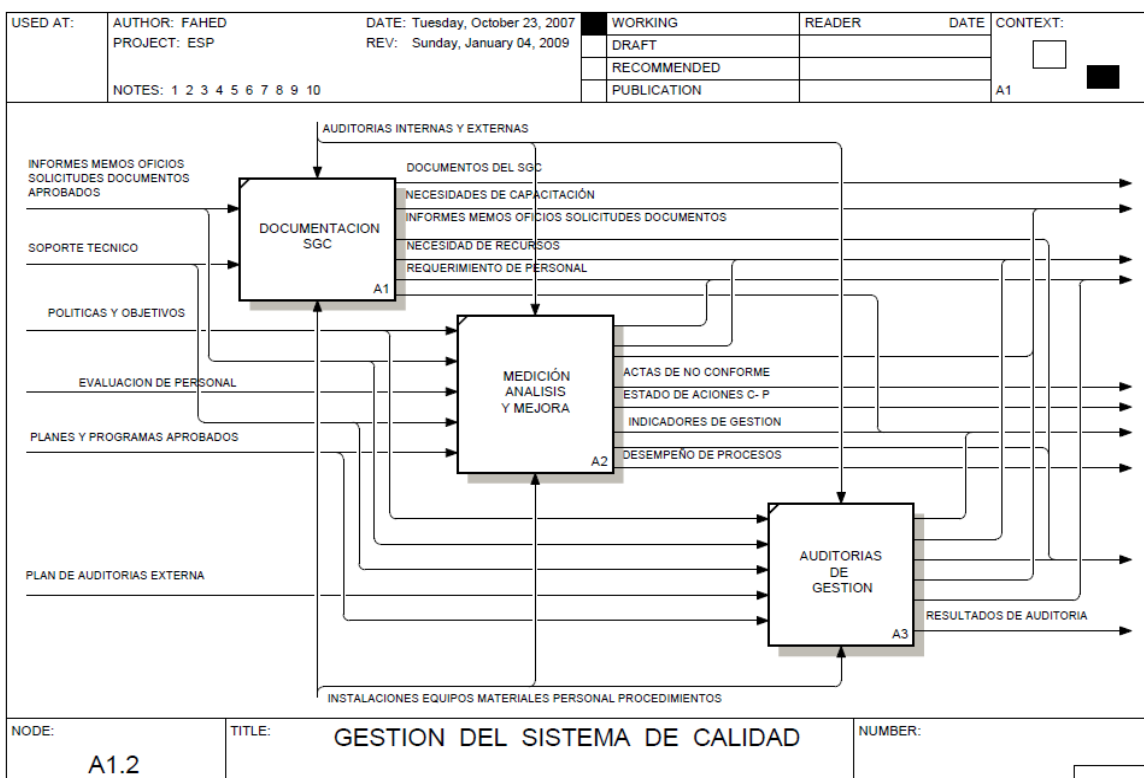 USED AT:
AUTHOR: FAHED
DATE: Tuesday, October 23, 2007
PROJECT: ESP
REV: Sunday, January 04, 2009
NOTES: 1 2 3 4 5 6 7 8 9 10
WORKING
DRAFT
RECOMMENDED
PUBLICATION
READER
DATE
CONTEXT:
A1
AUDITORIAS INTERNAS Y EXTERNAS
INFORMES MEMOS OFICIOS
SOLICITUDES DOCUMENTOS
APROBADOS
SOPORTE TECNICO
DOCUMENTACION
SGC
A1
DOCUMENTOS DEL SGC
NECESIDADES DE CAPACITACIÓN
INFORMES MEMOS OFICIOS SOLICITUDES DOCUMENTOS
NECESIDAD DE RECURSOS
REQUERIMIENTO DE PERSONAL
POLITICAS Y OBJETIVOS
EVALUACION DE PERSONAL
PLANES Y PROGRAMAS APROBADOS
MEDICIÓN
ANALISIS
Y MEJORA
A2
ACTAS DE NO CONFORME
ESTADO DE ACIONES C- P
INDICADORES DE GESTION
DESEMPEÑO DE PROCESOS
PLAN DE AUDITORIAS EXTERNA
AUDITORIAS
DE
GESTION
A3
RESULTADOS DE AUDITORIA
INSTALACIONES EQUIPOS MATERIALES PERSONAL PROCEDIMIENTOS
NODE:
A1.2
TITLE:
GESTION DEL SISTEMA DE CALIDAD
NUMBER: